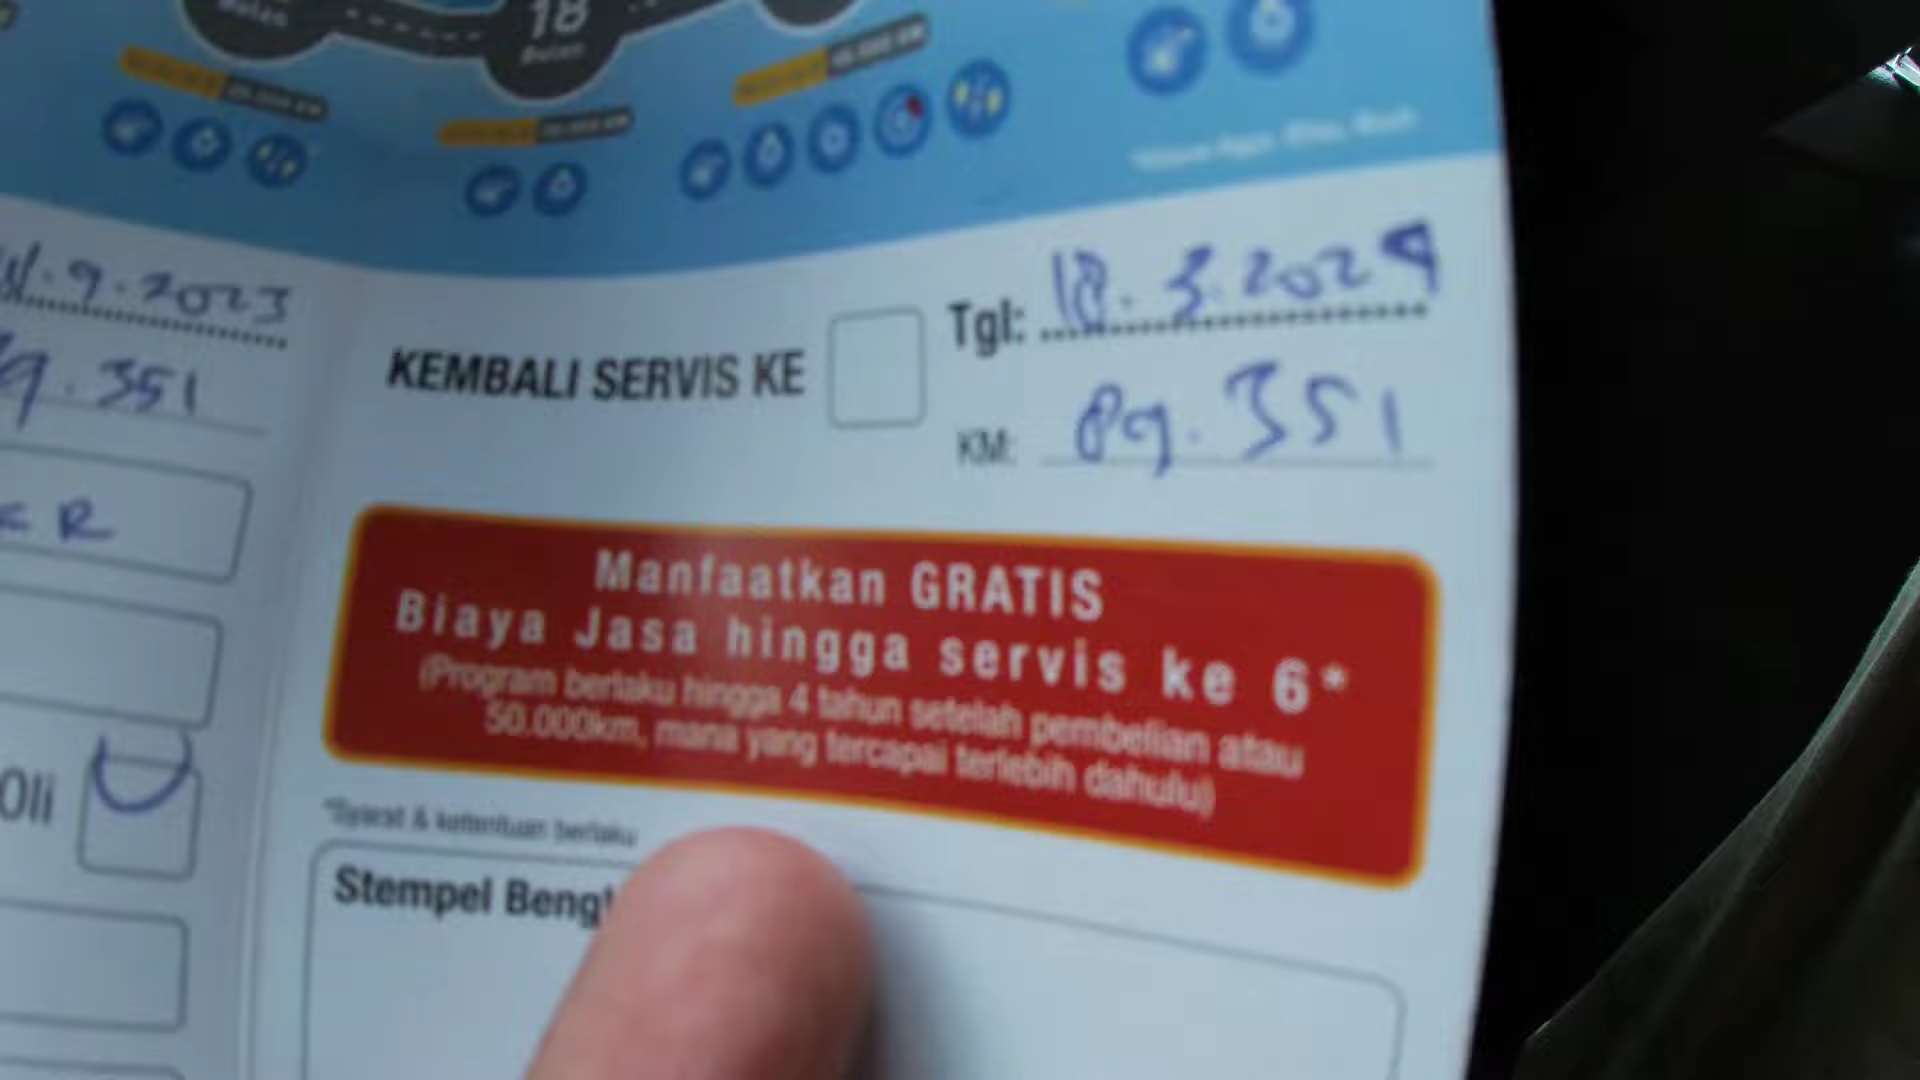 18
Bulan
9.2023
9.351
KR
Oli
KEMBALI SERVIS KE
Tgl: 18.3.2024
KM: 89.351
Manfaatkan GRATIS
Biaya Jasa hingga servis ke 6*
(Program berlaku hingga 4 tahun setelah pembelian atau
50.000km, mana yang tercapai terlebih dahulu)
*Syarat & ketentuan berlaku
Stempel